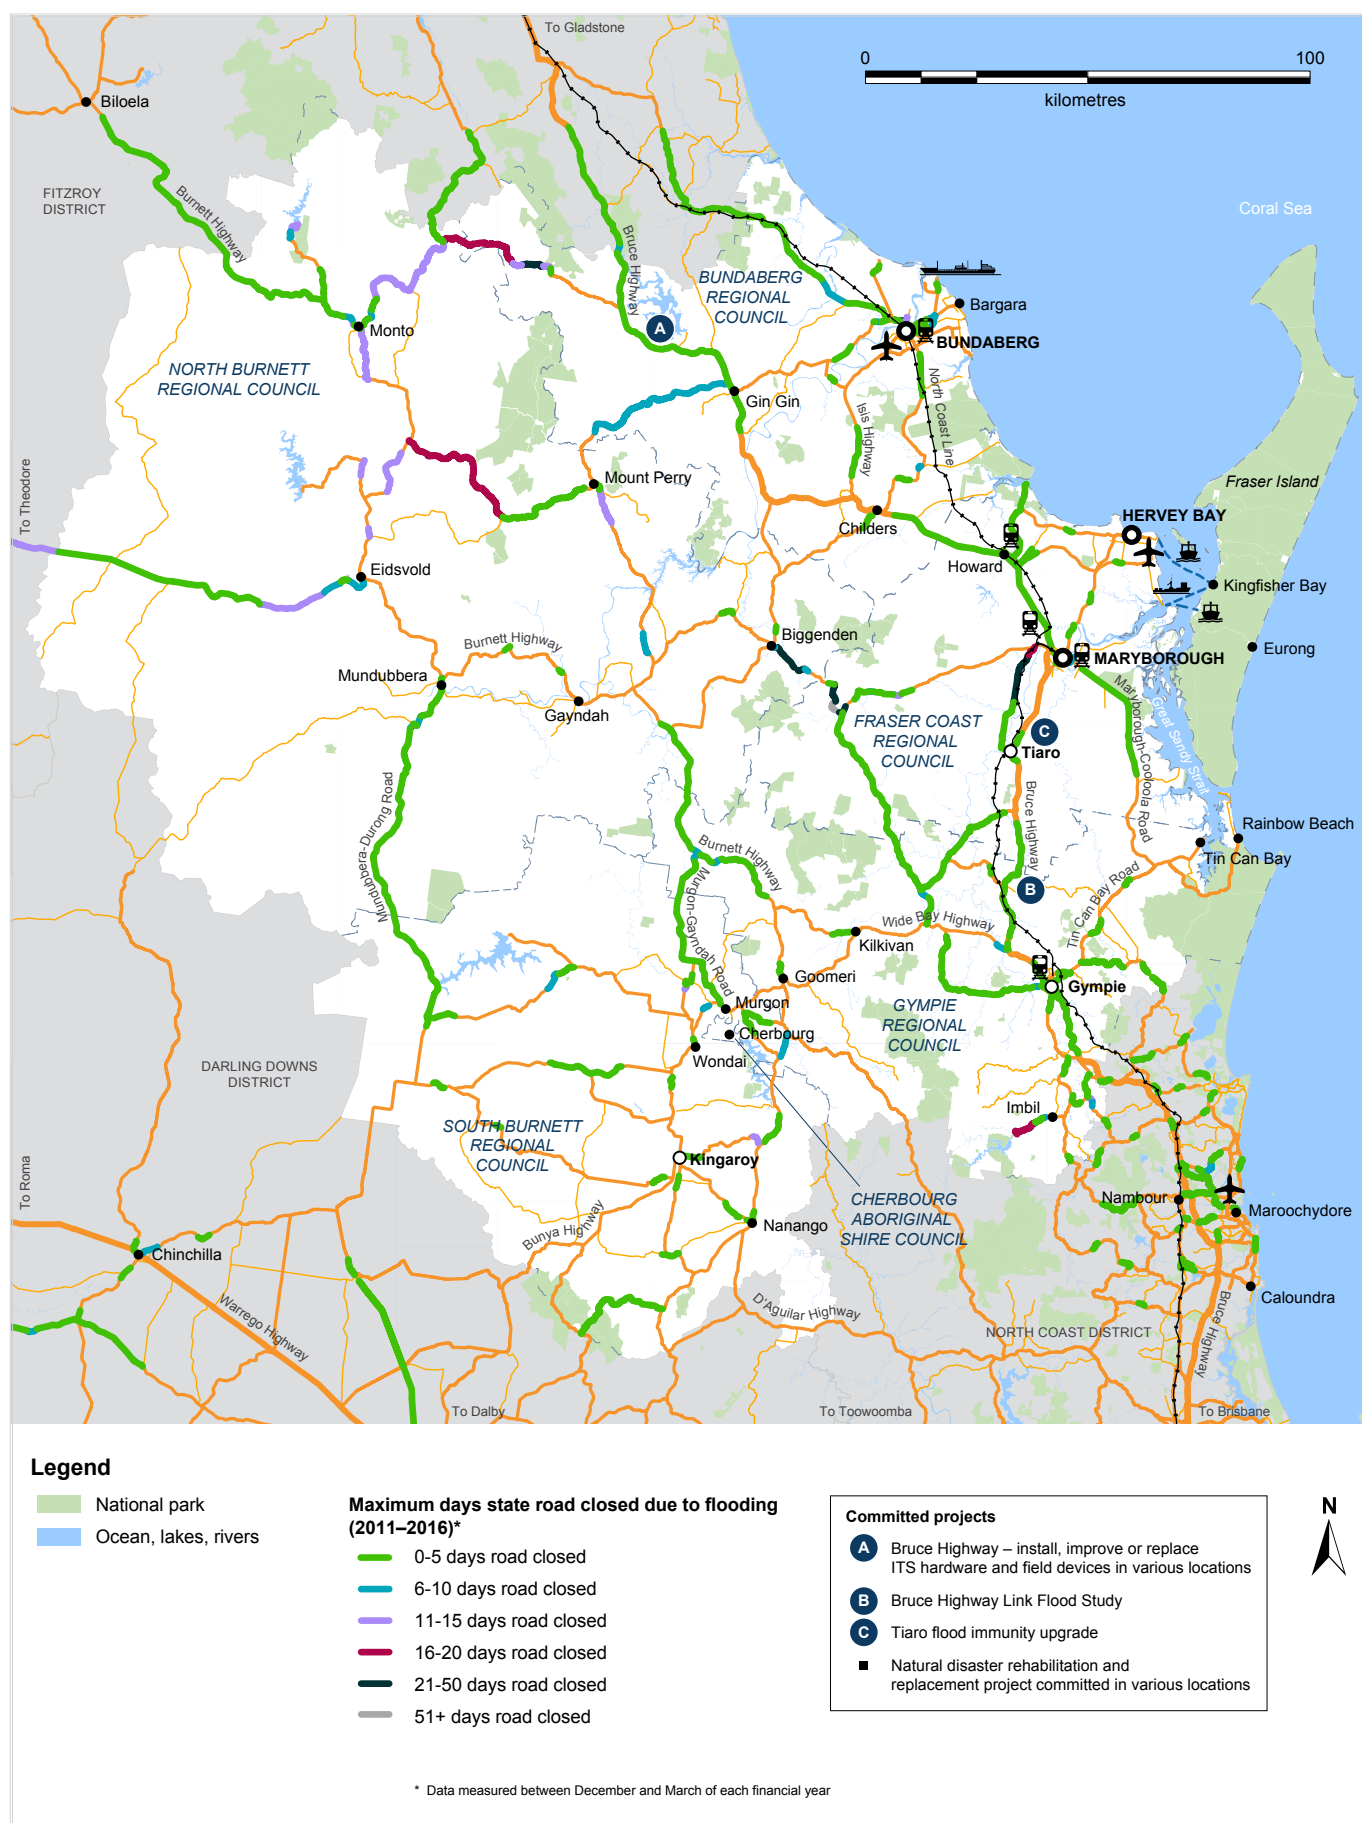 To Gladstone
0
100
kilometres
Biloela
FITZROY
DISTRICT
Burnett Highway
Coral Sea
Bruce Highway
BUNDABERG
REGIONAL
COUNCIL
Bargara
A
Monto
BUNDABERG
NORTH BURNETT
REGIONAL COUNCIL
Gin Gin
North Coast Line
Isis Highway
To Theodore
Mount Perry
Fraser Island
Childers
HERVEY BAY
Howard
Eidsvold
Kingfisher Bay
Biggenden
Burnett Highway
Eurong
MARYBOROUGH
Mundubbera
Gayndah
Maryborough-Cooloola Road
Great Sandy Strait
FRASER COAST
REGIONAL
COUNCIL
C
Tiaro
Mundubbera-Durong Road
Bruce Highway
Rainbow Beach
Tin Can Bay
Burnett Highway
Murgon-Gayndah Road
B
Tin Can Bay Road
Wide Bay Highway
Kilkivan
Goomeri
Gympie
Murgon
GYMPIE
REGIONAL
COUNCIL
Cherbourg
Wondai
DARLING DOWNS
DISTRICT
Imbil
SOUTH BURNETT
REGIONAL
COUNCIL
Kingaroy
To Roma
CHERBOURG
ABORIGINAL
SHIRE COUNCIL
Nambour
Maroochydore
Nanango
Bunya Highway
Chinchilla
Caloundra
Warrego Highway
D'Aguilar Highway
Bruce Highway
NORTH COAST DISTRICT
To Dalby
To Toowoomba
To Brisbane
Legend
National park
Ocean, lakes, rivers
Maximum days state road closed due to flooding
(2011–2016)*
0-5 days road closed
6-10 days road closed
11-15 days road closed
16-20 days road closed
21-50 days road closed
51+ days road closed
Committed projects
A Bruce Highway – install, improve or replace
ITS hardware and field devices in various locations
B Bruce Highway Link Flood Study
C Tiaro flood immunity upgrade
Natural disaster rehabilitation and
replacement project committed in various locations
N
* Data measured between December and March of each financial year